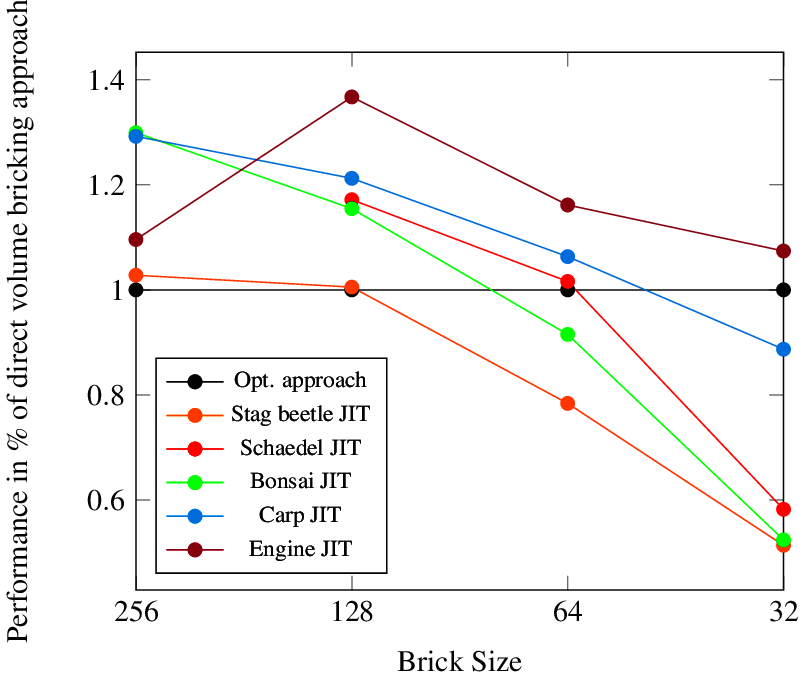 Performance in % of direct volume bricking approach
1.4
1.2
1
0.8
0.6
Opt. approach
Stag beetle JIT
Schaedel JIT
Bonsai JIT
Carp JIT
Engine JIT
256 128 64 32
Brick Size